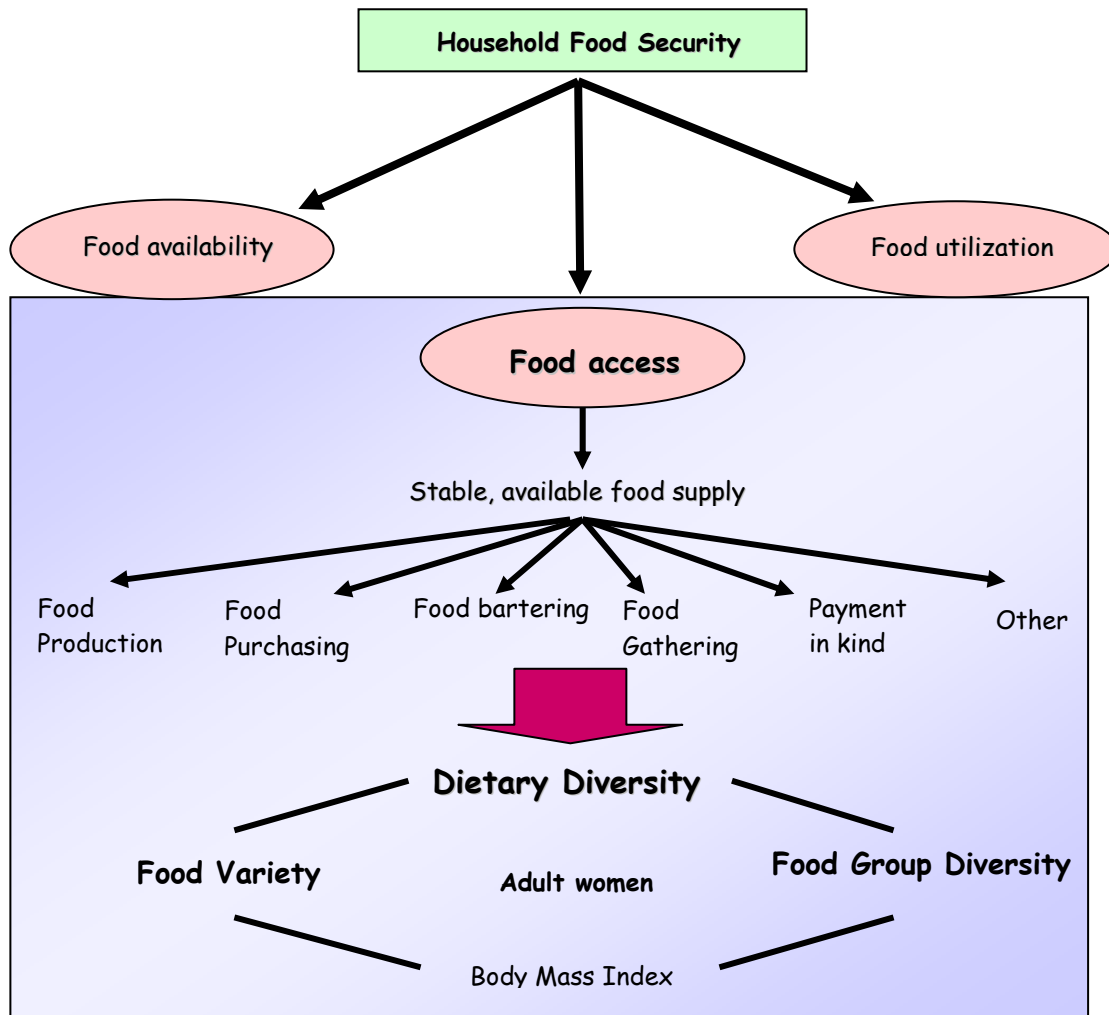 Household Food Security
Food availability
Food utilization
Food access
Stable, available food supply
Food
Production
Food
Purchasing
Food bartering
Food
Gathering
Payment
in kind
Other
Dietary Diversity
Food Variety
Adult women
Food Group Diversity
Body Mass Index